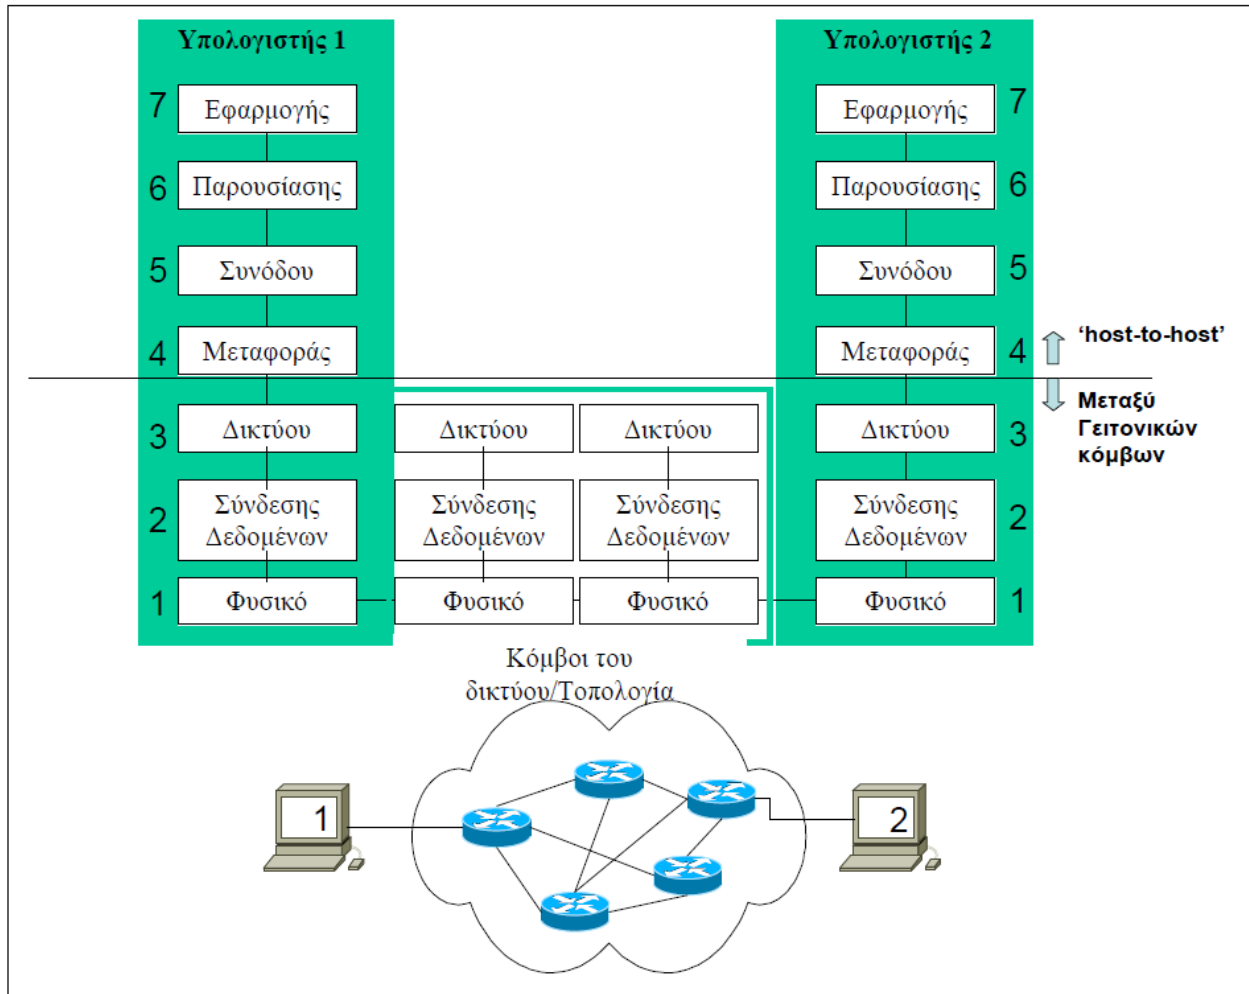 Υπολογιστής 1
Υπολογιστής 2
7 Εφαρμογής
Εφαρμογής 7
6 Παρουσίασης
Παρουσίασης 6
5 Συνόδου
Συνόδου 5
4 Μεταφοράς
Μεταφοράς 4
‘host-to-host’
Μεταξύ
Γειτονικών
κόμβων
3 Δικτύου
Δικτύου
Δικτύου
Δικτύου 3
2 Σύνδεσης
Δεδομένων
Σύνδεσης
Δεδομένων
Σύνδεσης
Δεδομένων
Σύνδεσης
Δεδομένων 2
1 Φυσικό
Φυσικό
Φυσικό
Φυσικό 1
Κόμβοι του
δικτύου/Τοπολογία
1
2